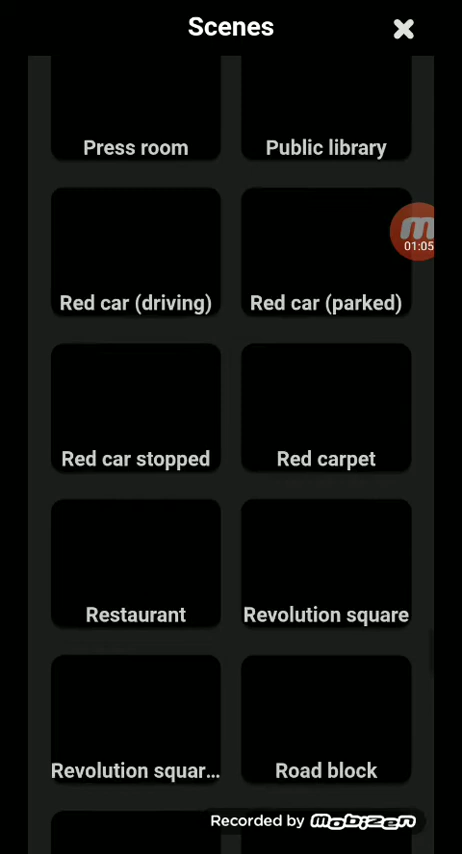 Scenes
Press room
Public library
01:05
Red car (driving)
Red car (parked)
Red car stopped
Red carpet
Restaurant
Revolution square
Revolution squar...
Road block
Recorded by mobizen